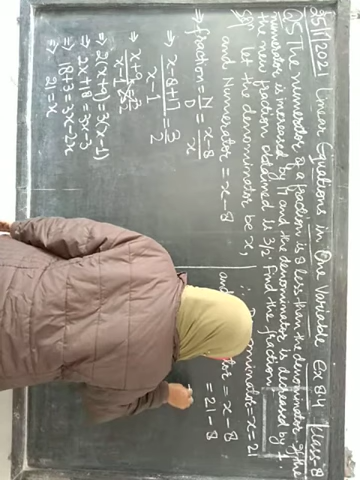 25/11/2021 Linear Equations in One Variable Ex 8.4 Class-8
Q5 The numerator of a fraction is 8 less than the denominator. If the
numerator is increased by 17 and the denominator is decreased by 1.
the new fraction obtained is 3/2. Find the fraction.
Sol let the denominator be x,
and Numerator = x-8
⇒ fraction = N/D = x-8/x
⇒ x-8+17/x-1 = 3/2
⇒ x+9/x-1 = 3/2
⇒ 2(x+9) = 3(x-1)
⇒ 2x+18 = 3x-3
⇒ 18+3 = 3x-2x
⇒ 21 = x
∴ = x = 21
and = x - 8
= 21 - 8